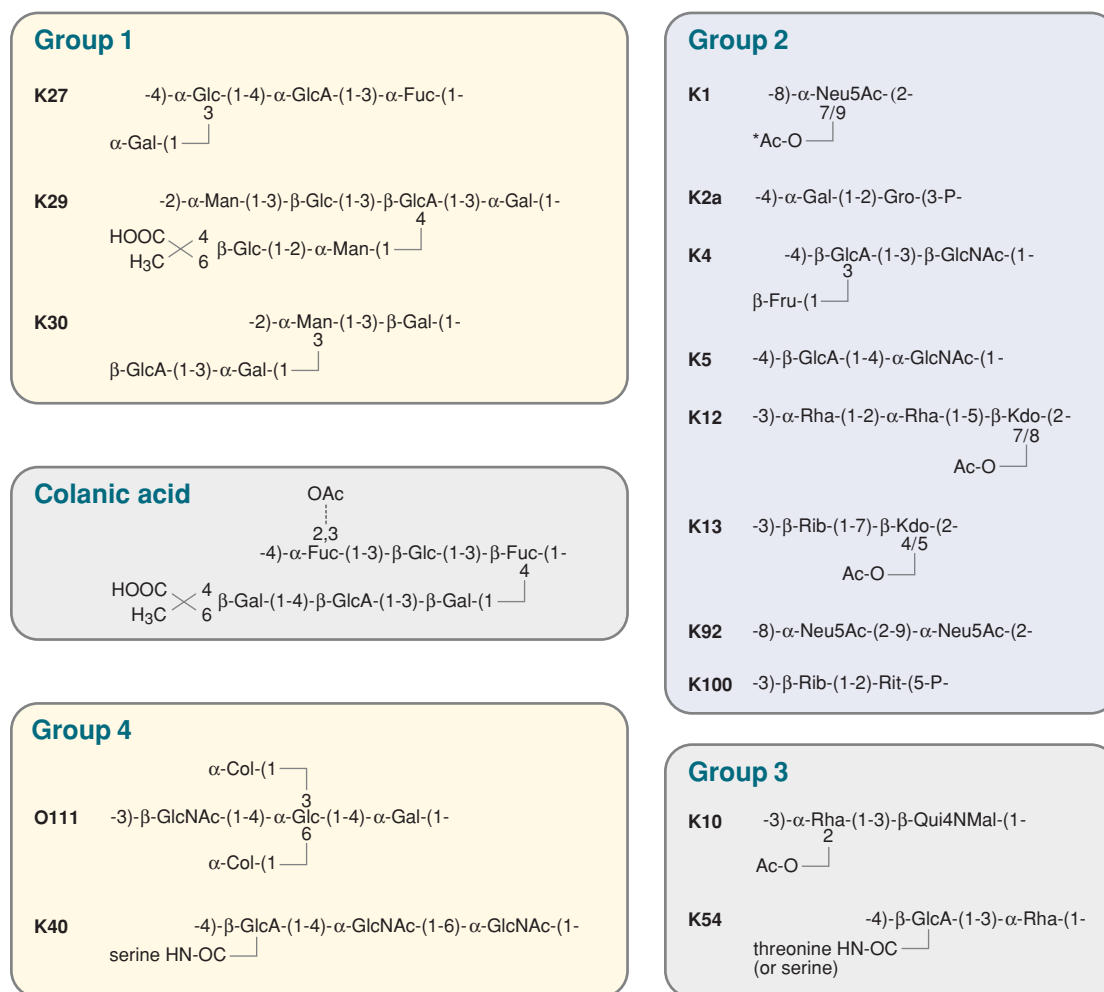 Group 1
K27 -4)-α-Glc-(1-4)-α-GlcA-(1-3)-α-Fuc-(1-
3
α-Gal-(1
K29 -2)-α-Man-(1-3)-β-Glc-(1-3)-β-GlcA-(1-3)-α-Gal-(1-
4
HOOC 4
H₃C 6 β-Glc-(1-2)-α-Man-(1
K30 -2)-α-Man-(1-3)-β-Gal-(1-
3
β-GlcA-(1-3)-α-Gal-(1
Colanic acid
OAc
2,3
-4)-α-Fuc-(1-3)-β-Glc-(1-3)-β-Fuc-(1-
4
HOOC 4
H₃C 6 β-Gal-(1-4)-β-GlcA-(1-3)-β-Gal-(1
Group 4
α-Col-(1
3
O111 -3)-β-GlcNAc-(1-4)-α-Glc-(1-4)-α-Gal-(1-
6
α-Col-(1
K40 -4)-β-GlcA-(1-4)-α-GlcNAc-(1-6)-α-GlcNAc-(1-
serine HN-OC
Group 2
K1 -8)-α-Neu5Ac-(2-
7/9
*Ac-O
K2a -4)-α-Gal-(1-2)-Gro-(3-P-
K4 -4)-β-GlcA-(1-3)-β-GlcNAc-(1-
3
β-Fru-(1
K5 -4)-β-GlcA-(1-4)-α-GlcNAc-(1-
K12 -3)-α-Rha-(1-2)-α-Rha-(1-5)-β-Kdo-(2-
7/8
Ac-O
K13 -3)-β-Rib-(1-7)-β-Kdo-(2-
4/5
Ac-O
K92 -8)-α-Neu5Ac-(2-9)-α-Neu5Ac-(2-
K100 -3)-β-Rib-(1-2)-Rit-(5-P-
Group 3
K10 -3)-α-Rha-(1-3)-β-Qui4NMal-(1-
2
Ac-O
K54 -4)-β-GlcA-(1-3)-α-Rha-(1-
threonine HN-OC
(or serine)